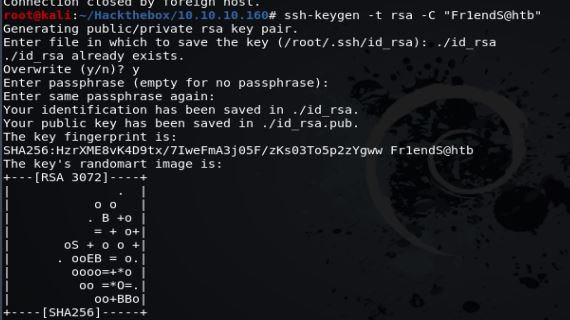 Connection closed by foreign host.
root@kali:~/Hackthebox/10.10.10.160# ssh-keygen -t rsa -C "Fr1endS@htb"
Generating public/private rsa key pair.
Enter file in which to save the key (/root/.ssh/id_rsa): ./id_rsa
./id_rsa already exists.
Overwrite (y/n)? y
Enter passphrase (empty for no passphrase):
Enter same passphrase again:
Your identification has been saved in ./id_rsa.
Your public key has been saved in ./id_rsa.pub.
The key fingerprint is:
SHA256:HzrXME8vK4D9tx/7IweFmA3j05F/zKs03To5p2zYgww Fr1endS@htb
The key's randomart image is:
+---[RSA 3072]----+
|              .  |
|           o o   |
|          . B +o |
|           = + o+|
|       oS + o o +|
|      . ooEB = o.|
|        oooo=+*o |
|         oo =*O=.|
|           oo+BBo|
+----[SHA256]-----+